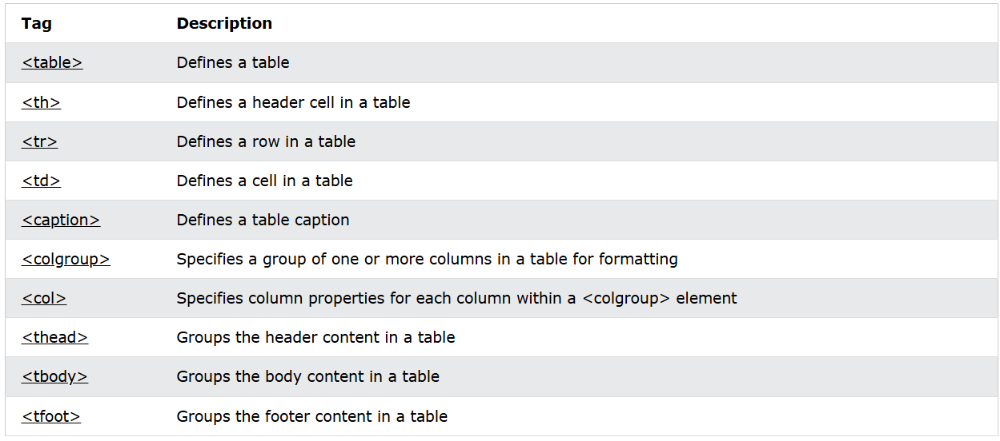 Tag Description
<table> Defines a table
<th> Defines a header cell in a table
<tr> Defines a row in a table
<td> Defines a cell in a table
<caption> Defines a table caption
<colgroup> Specifies a group of one or more columns in a table for formatting
<col> Specifies column properties for each column within a <colgroup> element
<thead> Groups the header content in a table
<tbody> Groups the body content in a table
<tfoot> Groups the footer content in a table